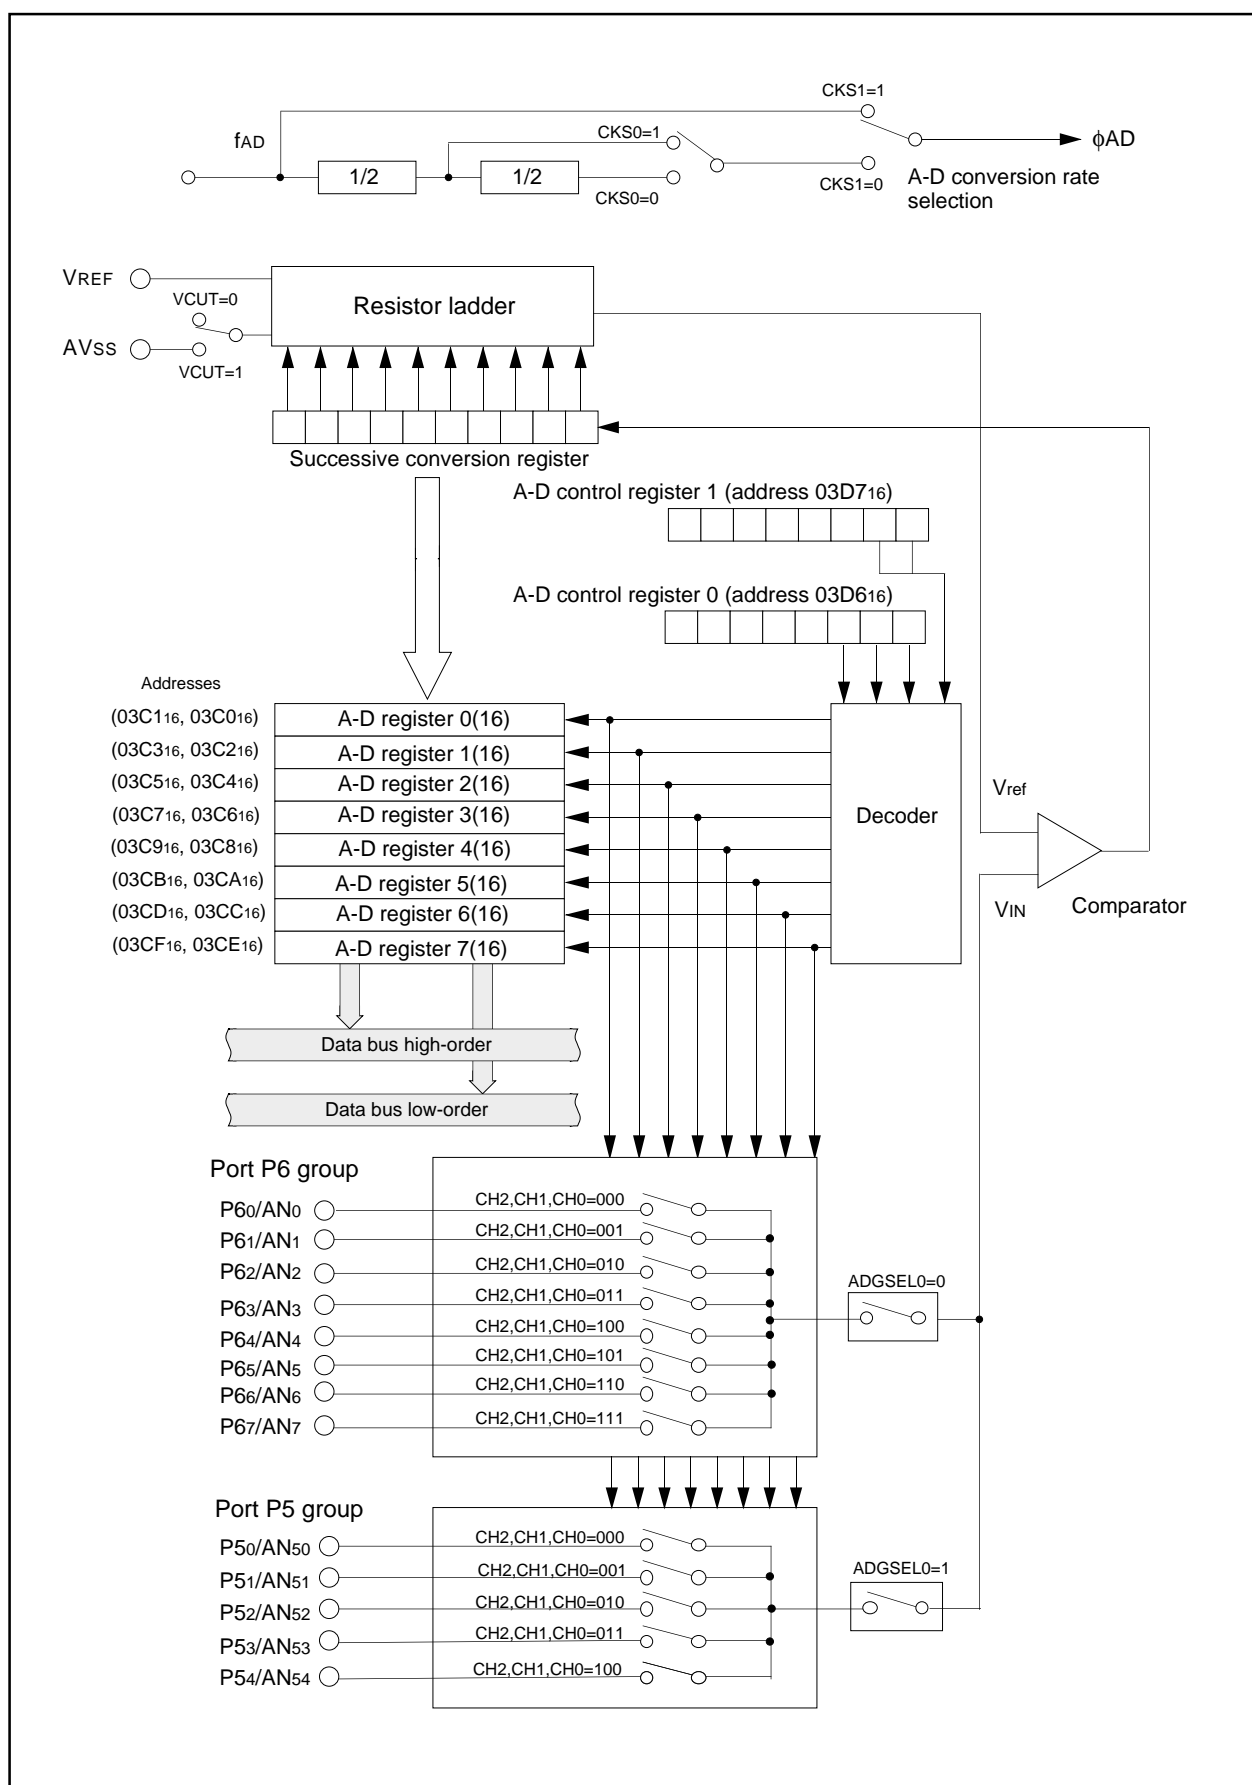 CKS1=1
fAD
CKS0=1
ϕAD
1/2
1/2
CKS0=0
CKS1=0
A-D conversion rate
selection
VREF
VCUT=0
Resistor ladder
AVSS
VCUT=1
Successive conversion register
A-D control register 1 (address 03D716)
A-D control register 0 (address 03D616)
Addresses
(03C116, 03C016)
A-D register 0(16)
(03C316, 03C216)
A-D register 1(16)
(03C516, 03C416)
A-D register 2(16)
(03C716, 03C616)
A-D register 3(16)
(03C916, 03C816)
A-D register 4(16)
(03CB16, 03CA16)
A-D register 5(16)
(03CD16, 03CC16)
A-D register 6(16)
(03CF16, 03CE16)
A-D register 7(16)
Decoder
Vref
VIN
Comparator
Data bus high-order
Data bus low-order
Port P6 group
P60/AN0
CH2,CH1,CH0=000
P61/AN1
CH2,CH1,CH0=001
P62/AN2
CH2,CH1,CH0=010
P63/AN3
CH2,CH1,CH0=011
P64/AN4
CH2,CH1,CH0=100
P65/AN5
CH2,CH1,CH0=101
P66/AN6
CH2,CH1,CH0=110
P67/AN7
CH2,CH1,CH0=111
ADGSEL0=0
Port P5 group
P50/AN50
CH2,CH1,CH0=000
P51/AN51
CH2,CH1,CH0=001
P52/AN52
CH2,CH1,CH0=010
P53/AN53
CH2,CH1,CH0=011
P54/AN54
CH2,CH1,CH0=100
ADGSEL0=1